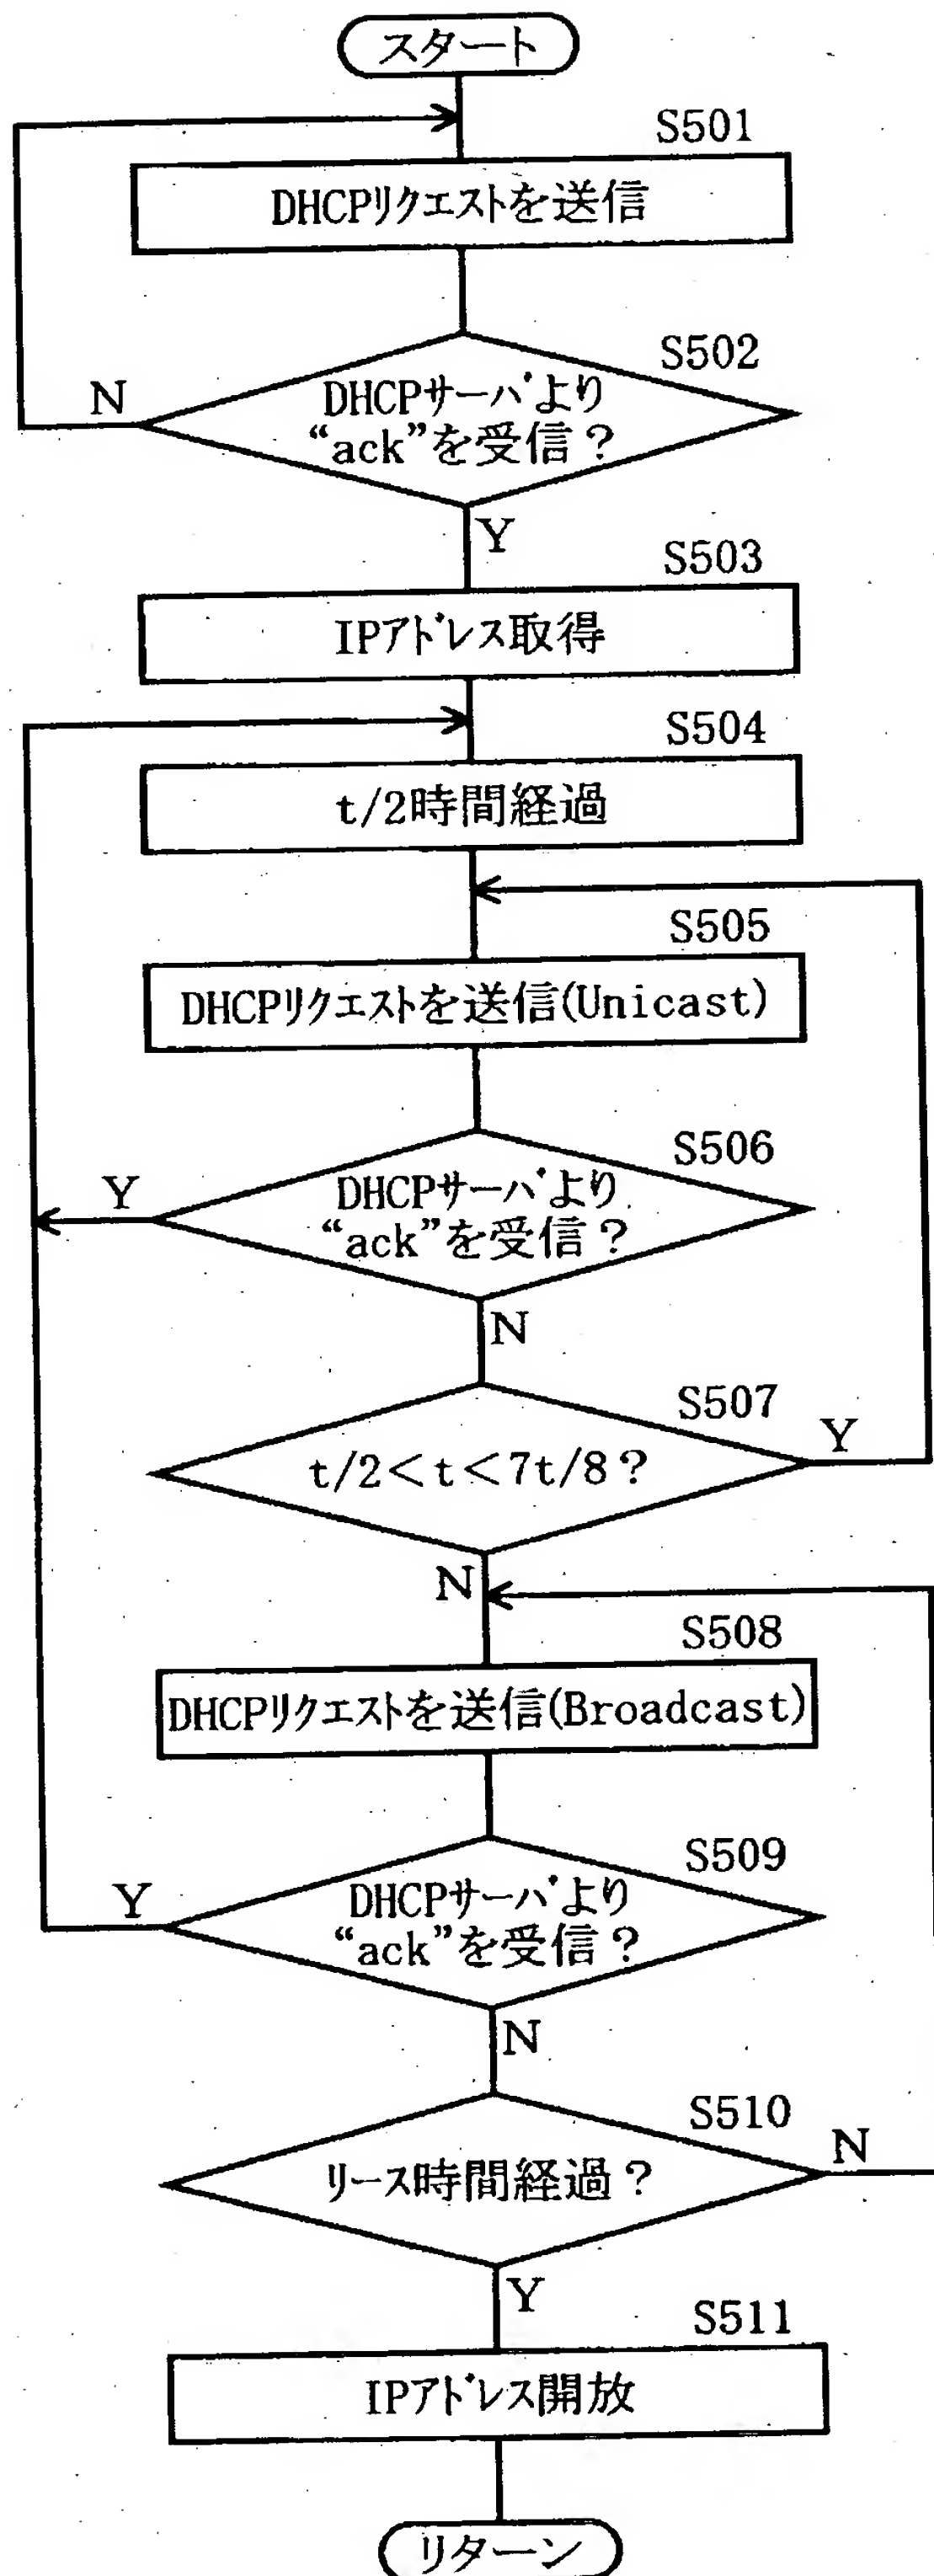 スタート
S501
DHCPリクエストを送信
S502
N
DHCPサーバより
“ack”を受信？
Y
S503
IPアドレス取得
S504
t/2時間経過
S505
DHCPリクエストを送信(Unicast)
S506
Y
DHCPサーバより
“ack”を受信？
N
S507
Y
t/2＜t＜7t/8？
N
S508
DHCPリクエストを送信(Broadcast)
S509
Y
DHCPサーバより
“ack”を受信？
N
S510
N
リース時間経過？
Y
S511
IPアドレス開放
リターン